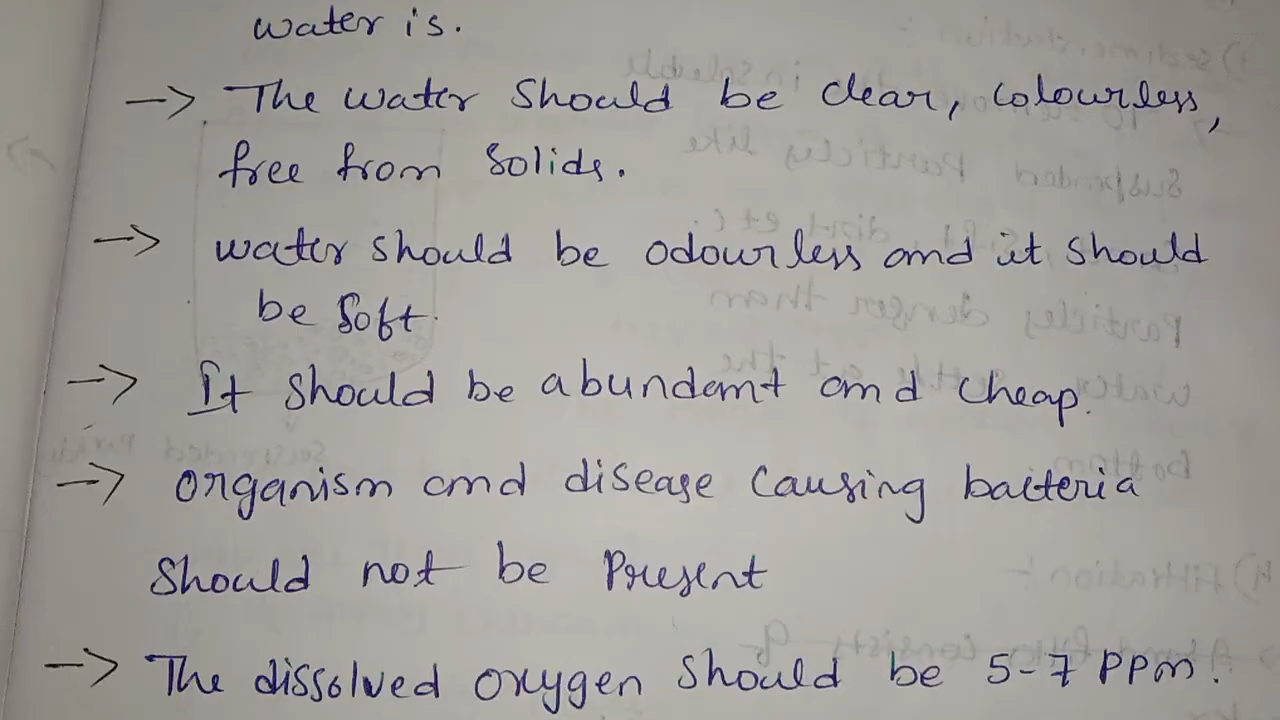 water is.
→ The water should be clear, colourless,
free from solids.
→ water should be odourless and it should
be soft.
→ It should be abundant and cheap.
→ organism and disease causing bacteria
should not be present
→ The dissolved oxygen should be 5-7 ppm.